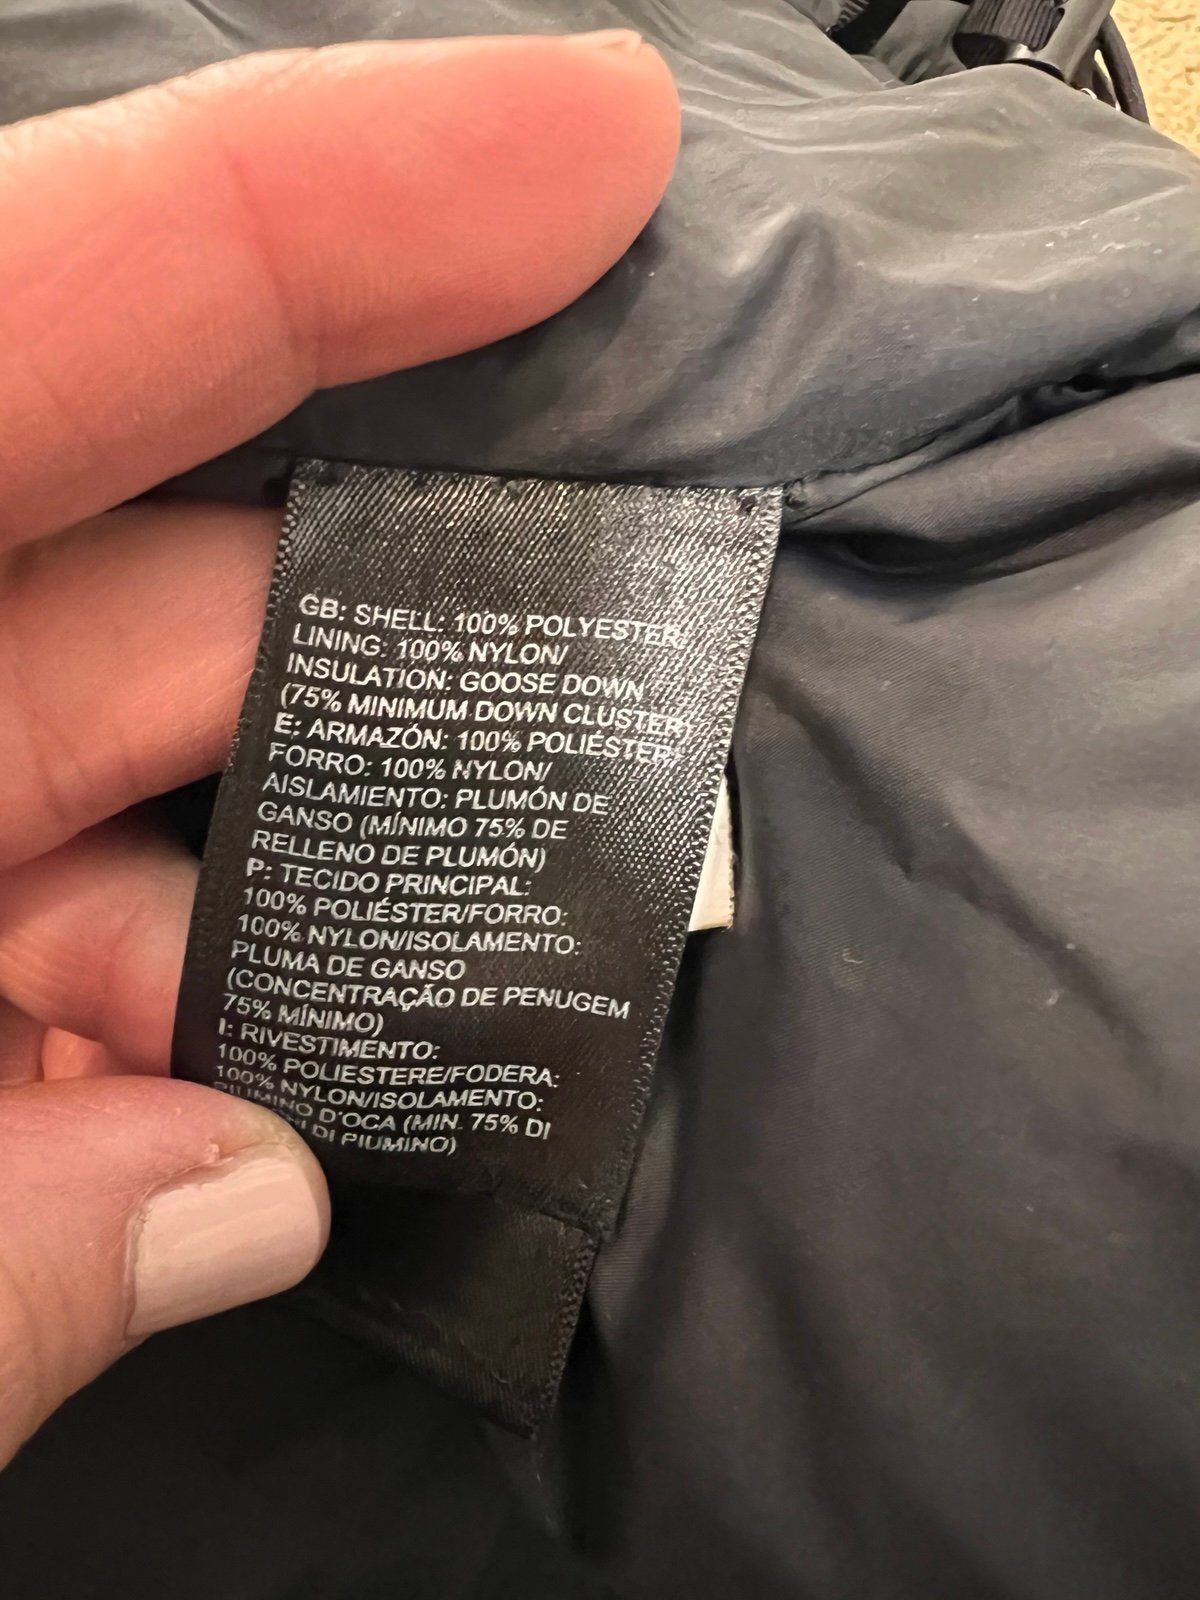 GB: SHELL: 100% POLYESTER/
LINING: 100% NYLON/
INSULATION: GOOSE DOWN
(75% MINIMUM DOWN CLUSTER)
E: ARMAZÓN: 100% POLIÉSTER/
FORRO: 100% NYLON/
AISLAMIENTO: PLUMÓN DE
GANSO (MÍNIMO 75% DE
RELLENO DE PLUMÓN)
P: TECIDO PRINCIPAL:
100% POLIÉSTER/FORRO:
100% NYLON/ISOLAMENTO:
PLUMA DE GANSO
(CONCENTRAÇÃO DE PENUGEM
75% MÍNIMO)
I: RIVESTIMENTO:
100% POLIESTERE/FODERA:
100% NYLON/ISOLAMENTO:
PIUMINO D'OCA (MIN. 75% DI
DI PIUMINO)